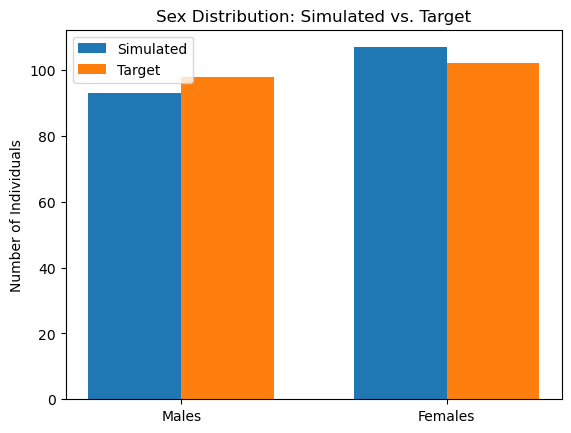 Sex Distribution: Simulated vs. Target
Simulated
Target
Number of Individuals
100
80
60
40
20
0
Males
Females